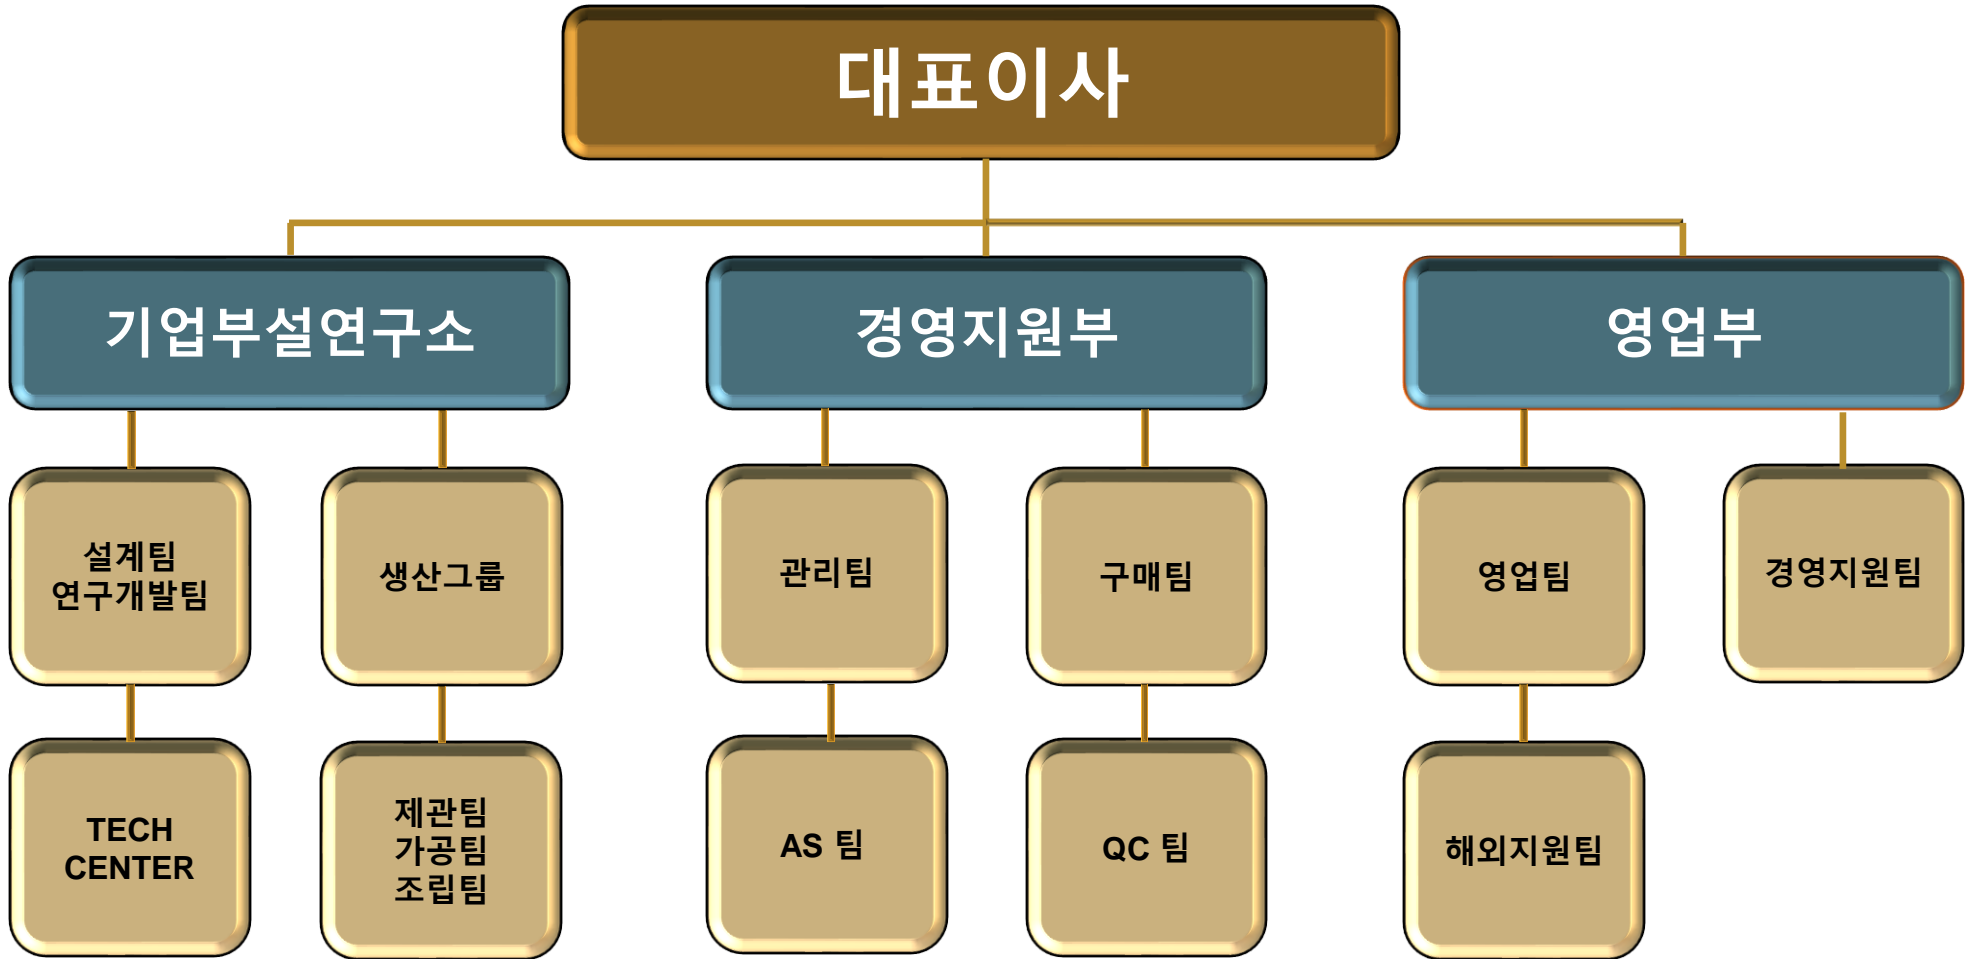 대표이사
기업부설연구소
경영지원부
영업부
설계팀
연구개발팀
생산그룹
관리팀
구매팀
영업팀
경영지원팀
TECH
CENTER
제관팀
가공팀
조립팀
AS 팀
QC 팀
해외지원팀